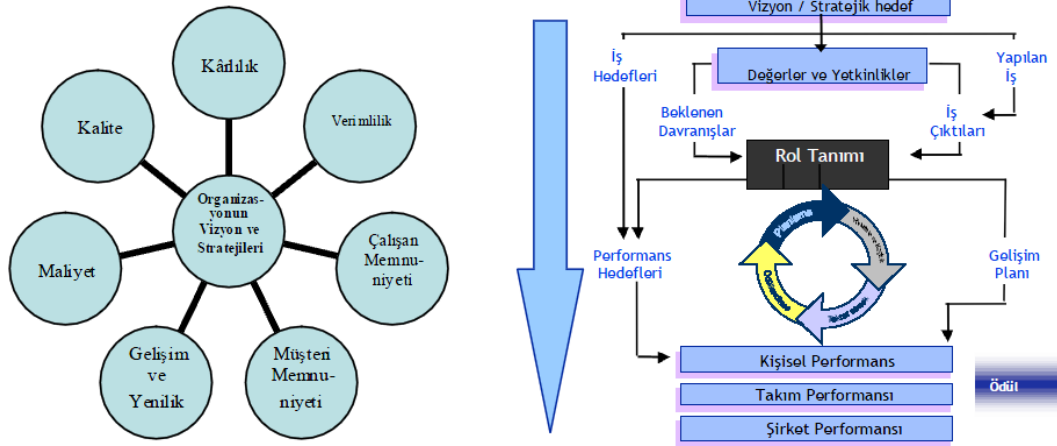 Kârlılık
Verimlilik
Çalışan
Memnu-
niyeti
Müşteri
Memnu-
niyeti
Gelişim
ve
Yenilik
Maliyet
Kalite
Organizas-
yonun
Vizyon ve
Stratejileri
Vizyon / Stratejik hedef
İş
Hedefleri
Değerler ve Yetkinlikler
Yapılan
İş
Beklenen
Davranışlar
İş
Çıktıları
Rol Tanımı
Planlama
Performans
Hedefleri
Gelişim
Planı
Kişisel Performans
Takım Performansı
Şirket Performansı
Ödül